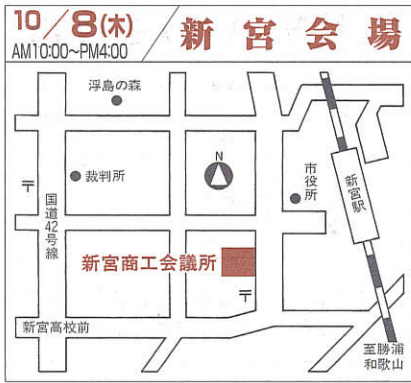 10/8(木)
AM10:00~PM4:00
新宮会場
浮島の森
N
裁判所
市役所
新宮駅
〒
国道42号線
新宮商工会議所
〒
新宮高校前
至勝浦
和歌山